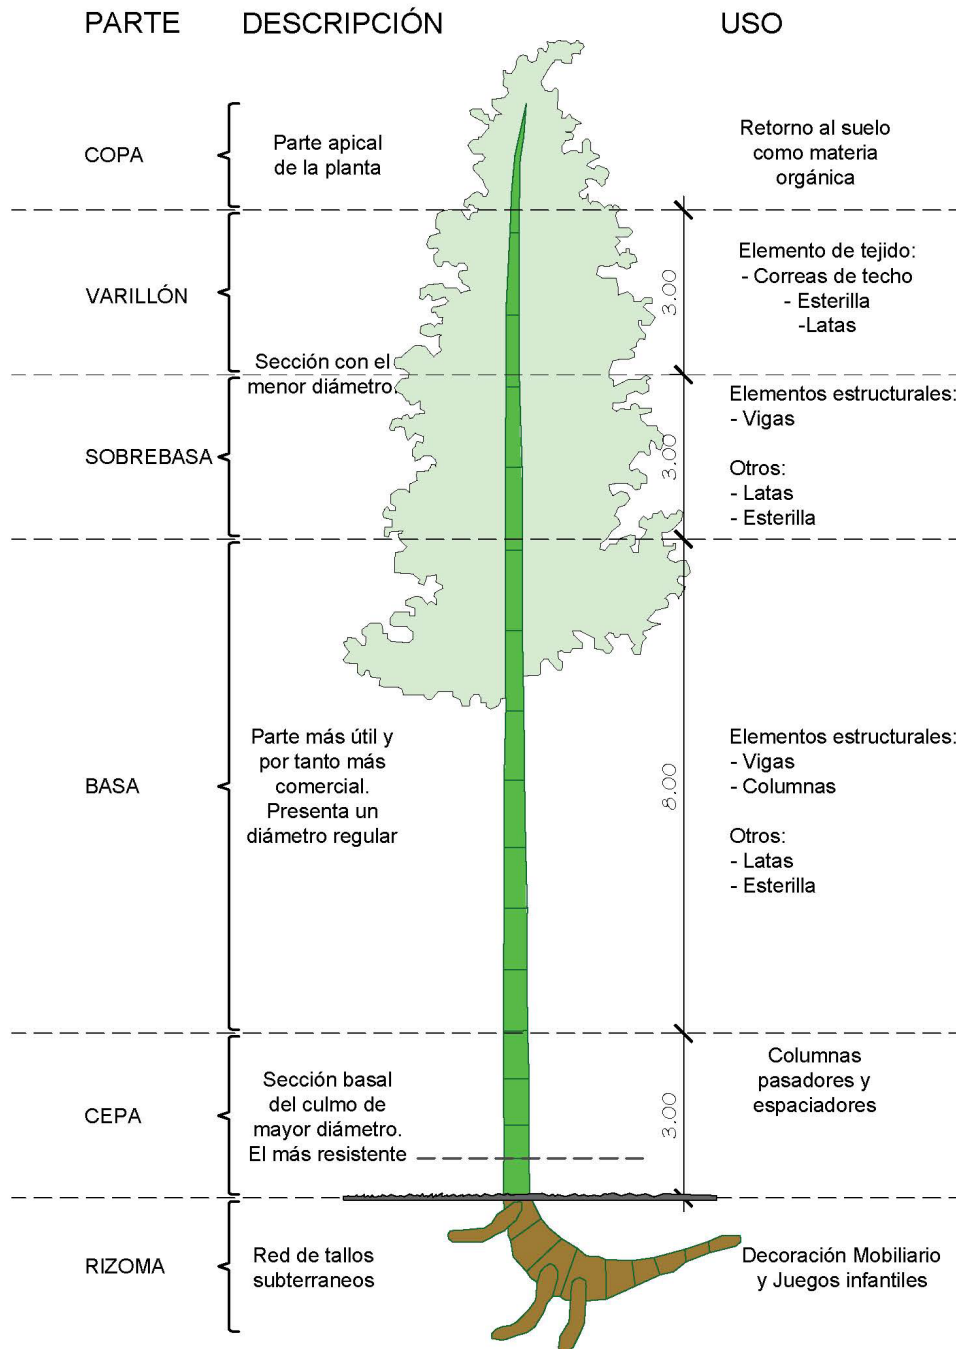 PARTE DESCRIPCIÓN USO
COPA
Parte apical
de la planta
Retorno al suelo
como materia
orgánica
VARILLÓN
3.00
Elemento de tejido:
- Correas de techo
- Esterilla
-Latas
Sección con el
menor diámetro.
SOBREBASA
3.00
Elementos estructurales:
- Vigas
Otros:
- Latas
- Esterilla
BASA
Parte más útil y
por tanto más
comercial.
Presenta un
diámetro regular
8.00
Elementos estructurales:
- Vigas
- Columnas
Otros:
- Latas
- Esterilla
CEPA
Sección basal
del culmo de
mayor diámetro.
El más resistente
3.00
Columnas
pasadores y
espaciadores
RIZOMA
Red de tallos
subterraneos
Decoración Mobiliario
y Juegos infantiles